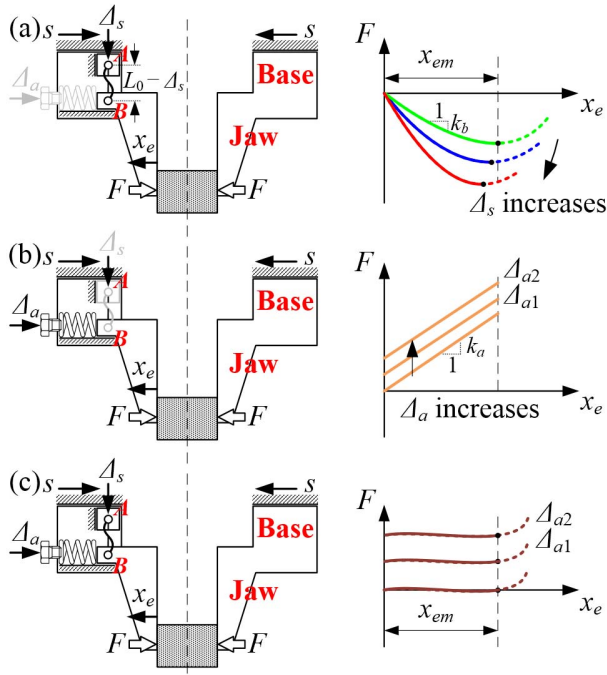 (a)
s
Δs
A
L0 − Δs
Δa
B
xe
F
F
s
Base
Jaw
F
xem
xe
1
kb
Δs increases
(b)
s
Δs
A
Δa
B
xe
F
F
s
Base
Jaw
F
Δa2
Δa1
ka
1
xe
Δa increases
(c)
s
Δs
A
Δa
B
xe
F
F
s
Base
Jaw
F
Δa2
Δa1
xe
xem